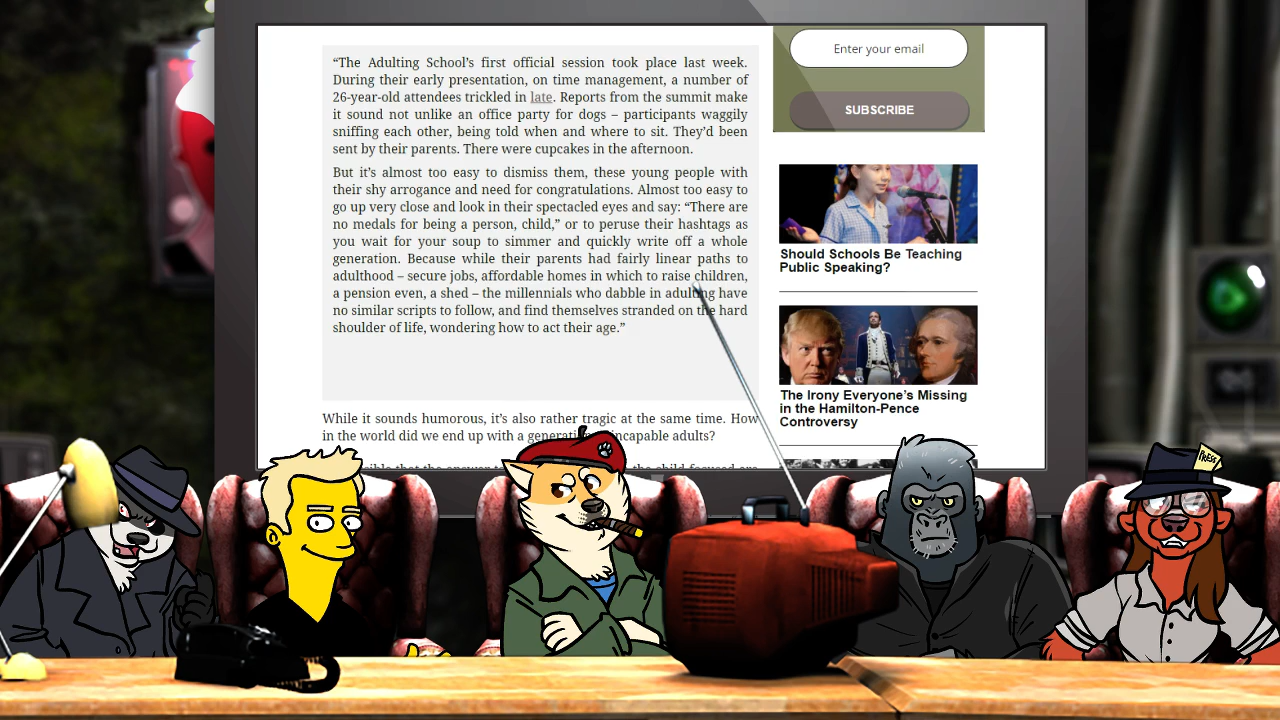 “The Adulting School’s first official session took place last week.
During their early presentation, on time management, a number of
26-year-old attendees trickled in late. Reports from the summit make
it sound not unlike an office party for dogs – participants waggily
sniffing each other, being told when and where to sit. They’d been
sent by their parents. There were cupcakes in the afternoon.
But it’s almost too easy to dismiss them, these young people with
their shy arrogance and need for congratulations. Almost too easy to
go up very close and look in their spectacled eyes and say: “There are
no medals for being a person, child,” or to peruse their hashtags as
you wait for your soup to simmer and quickly write off a whole
generation. Because while their parents had fairly linear paths to
adulthood – secure jobs, affordable homes in which to raise children,
a pension even, a shed – the millennials who dabble in adulting have
no similar scripts to follow, and find themselves stranded on the hard
shoulder of life, wondering how to act their age.”
While it sounds humorous, it’s also rather tragic at the same time. How
in the world did we end up with a incapable adults?
Enter your email
SUBSCRIBE
Should Schools Be Teaching
Public Speaking?
The Irony Everyone’s Missing
in the Hamilton-Pence
Controversy
PRESS